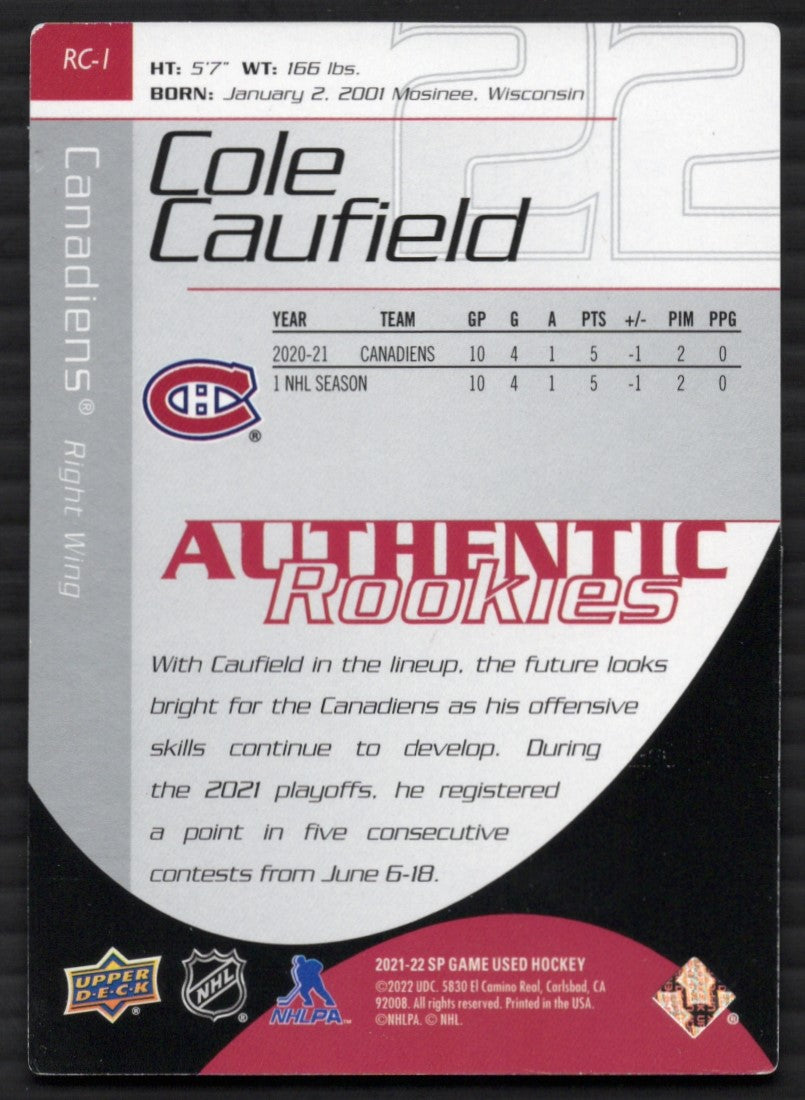 RC-1
HT: 5'7" WT: 166 lbs.
BORN: January 2, 2001 Mosinee, Wisconsin
22
Cole
Caufield
Canadiens® Right Wing
YEAR TEAM GP G A PTS +/- PIM PPG
2020-21 CANADIENS 10 4 1 5 -1 2 0
1 NHL SEASON 10 4 1 5 -1 2 0
®
AUTHENTIC
Rookies
With Caufield in the lineup, the future looks
bright for the Canadiens as his offensive
skills continue to develop. During
the 2021 playoffs, he registered
a point in five consecutive
contests from June 6-18.
UPPER
D·E·C·K
®
NHL
®
NHLPA™
2021-22 SP GAME USED HOCKEY
©2022 UDC. 5830 El Camino Real, Carlsbad, CA
92008. All rights reserved. Printed in the USA.
©NHLPA. © NHL.
®